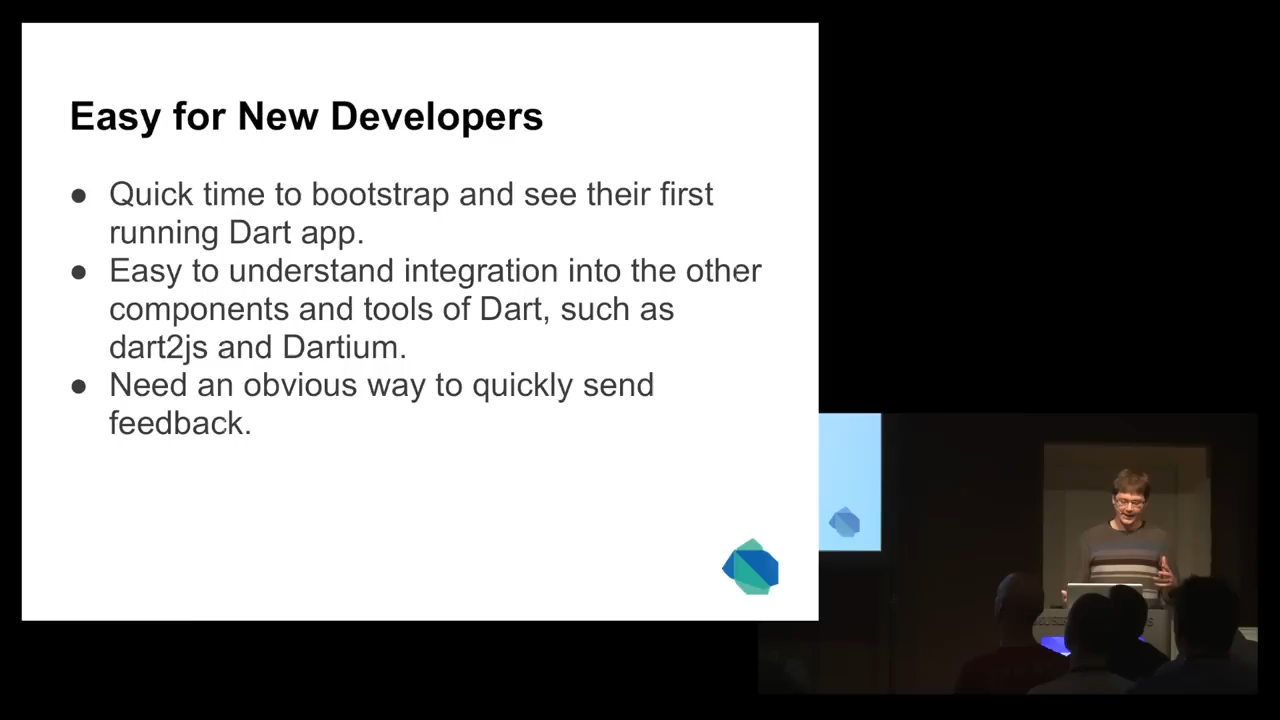 Easy for New Developers
● Quick time to bootstrap and see their first
running Dart app.
● Easy to understand integration into the other
components and tools of Dart, such as
dart2js and Dartium.
● Need an obvious way to quickly send
feedback.